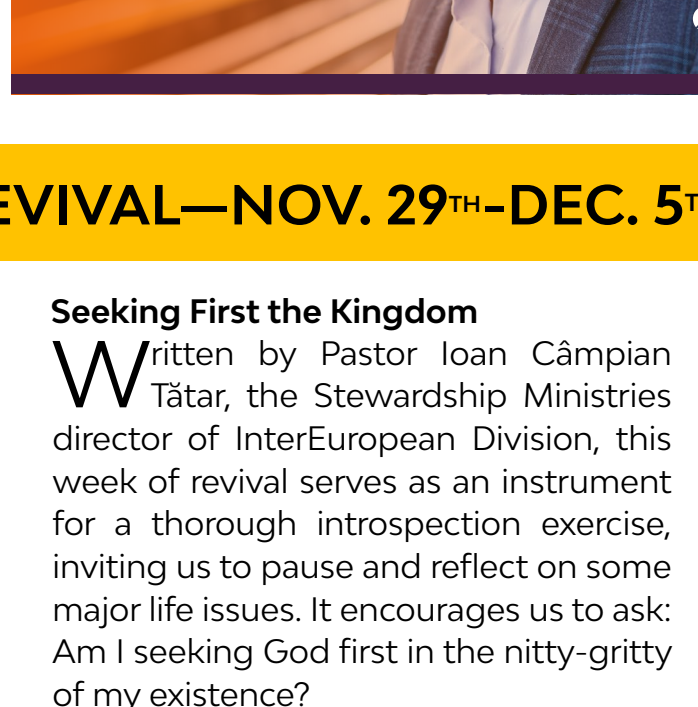 EVIVAL—NOV. 29TH-DEC. 5T
Seeking First the Kingdom
Written by Pastor Ioan Câmpian
Tătar, the Stewardship Ministries
director of InterEuropean Division, this
week of revival serves as an instrument
for a thorough introspection exercise,
inviting us to pause and reflect on some
major life issues. It encourages us to ask:
Am I seeking God first in the nitty-gritty
of my existence?